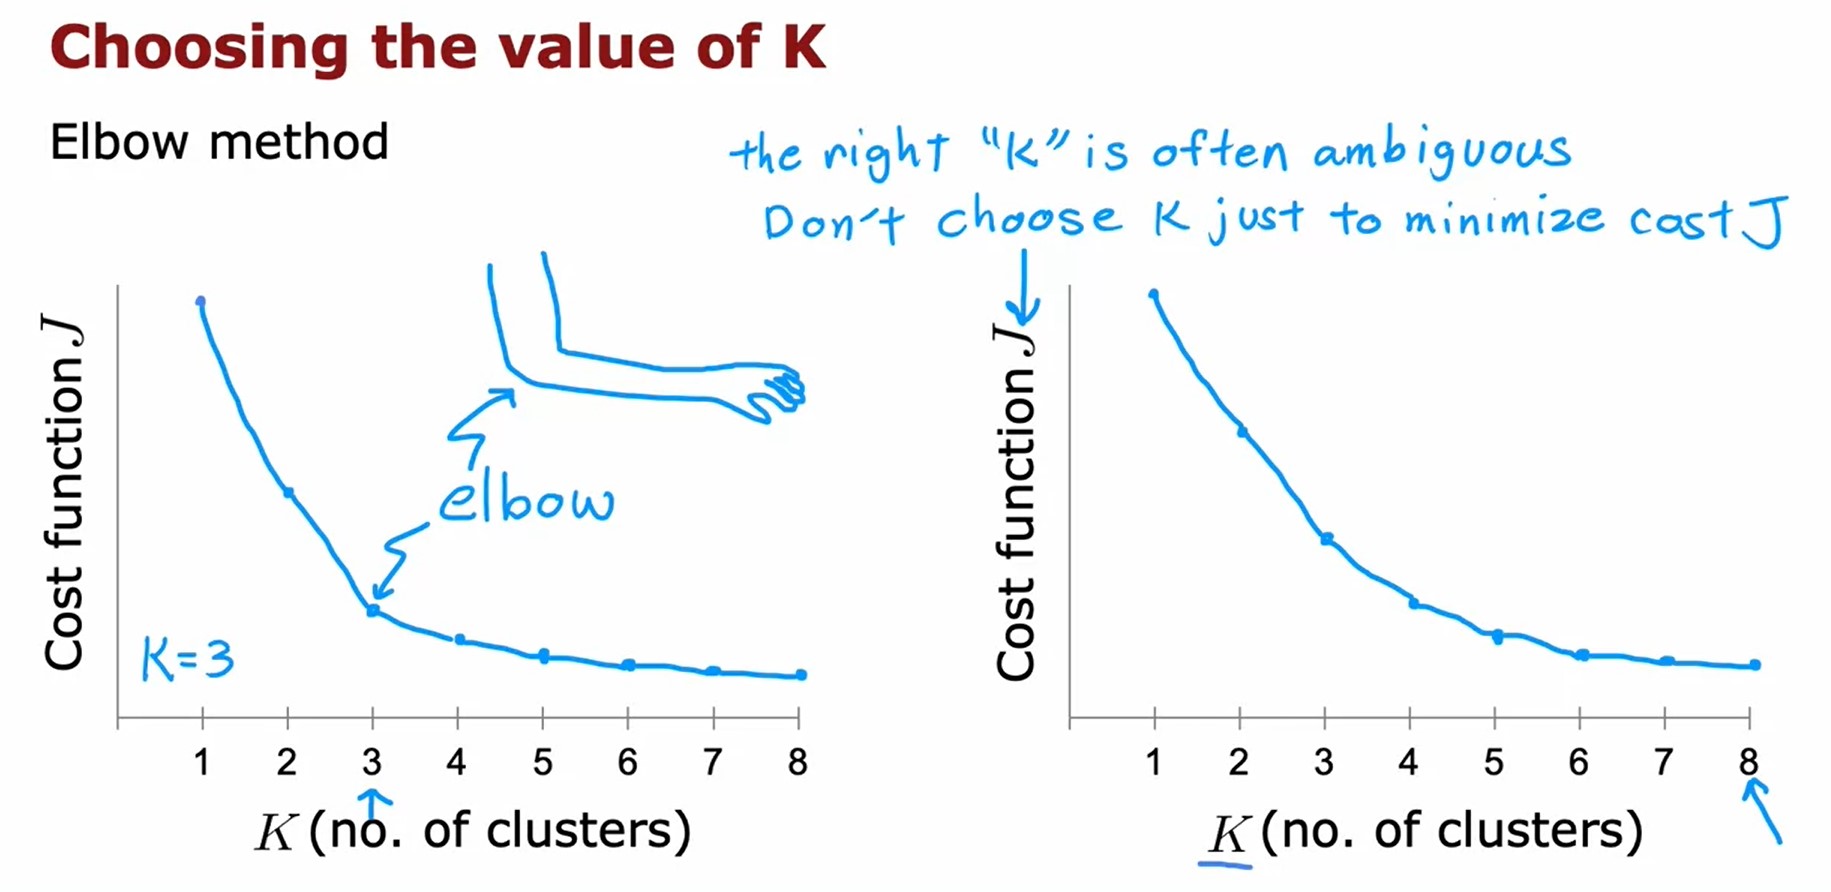 Choosing the value of K
Elbow method
the right "K" is often ambiguous
Don't choose K just to minimize cost J
Cost function J
elbow
K=3
1 2 3 4 5 6 7 8
K (no. of clusters)
Cost function J
1 2 3 4 5 6 7 8
K (no. of clusters)